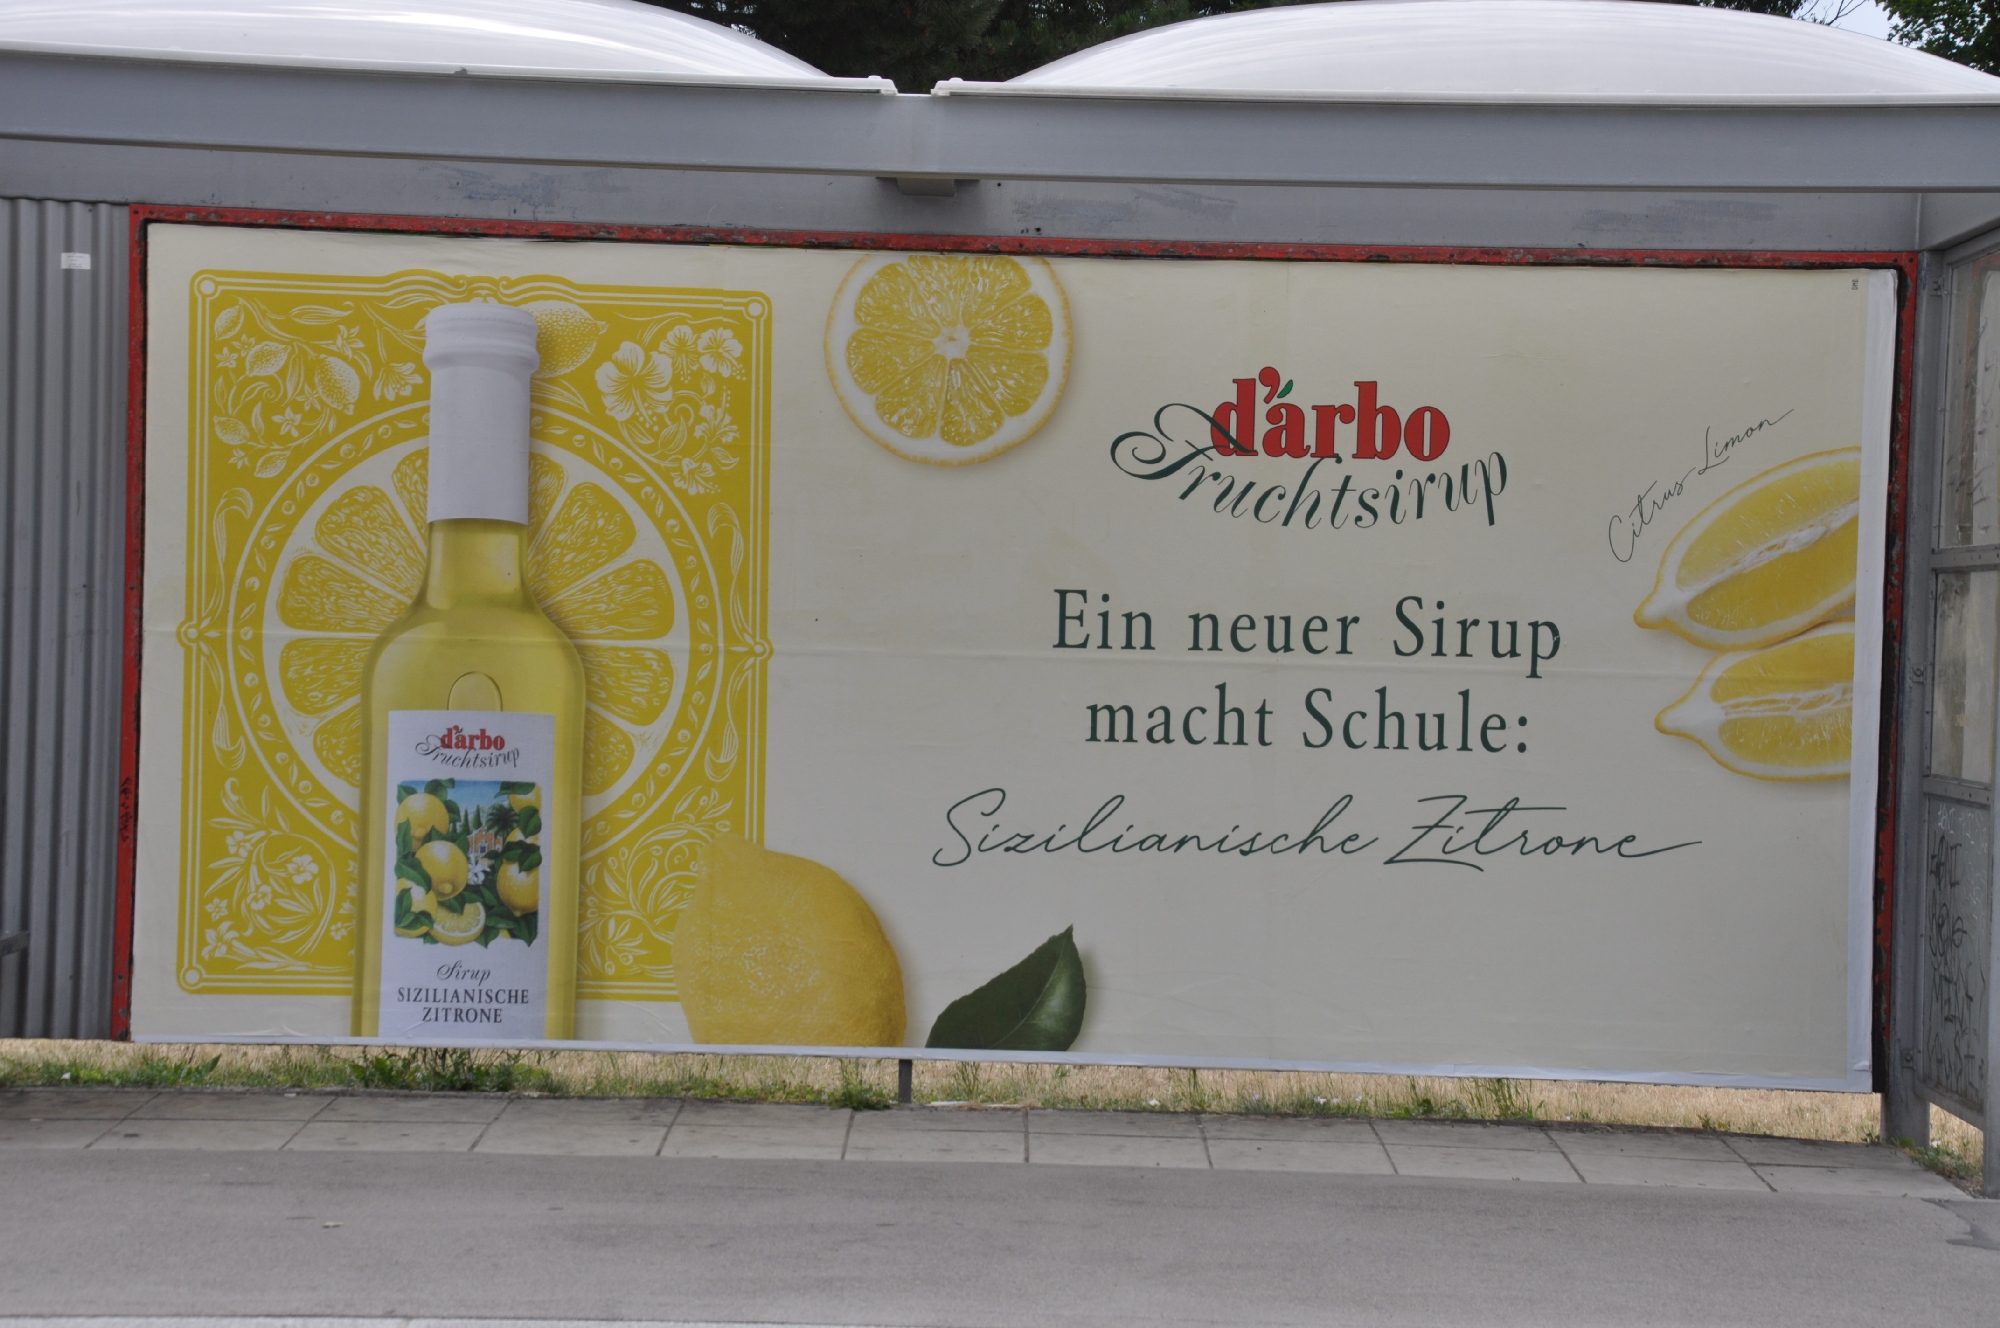 d'arbo
Fruchtsirup
Citrus Limon
Ein neuer Sirup
macht Schule:
Sizilianische Zitrone
d'arbo
Fruchtsirup
Sirup
SIZILIANISCHE
ZITRONE